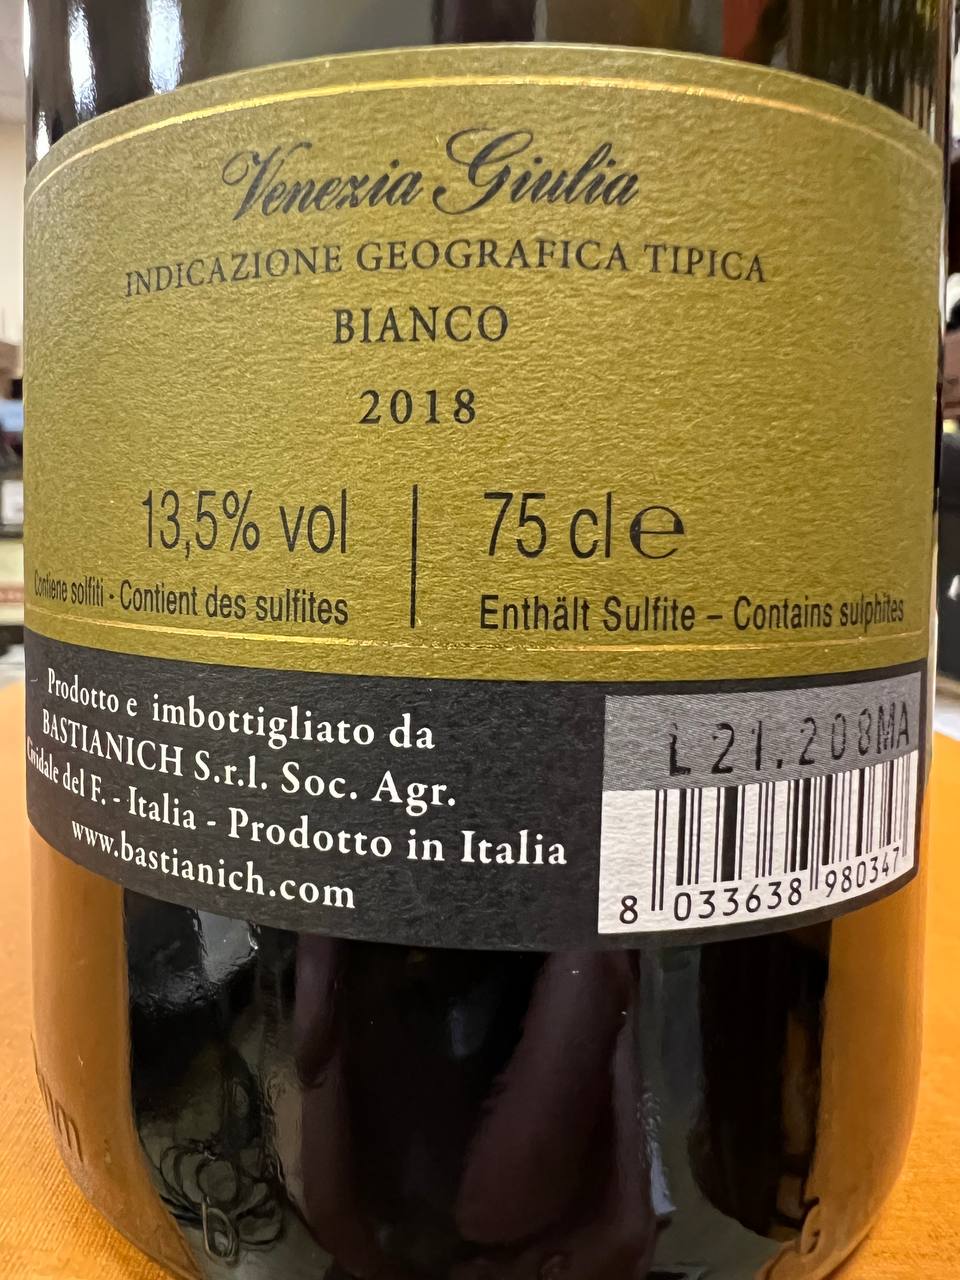 Venezia Giulia
INDICAZIONE GEOGRAFICA TIPICA
BIANCO
2018
13,5% vol
75 cl e
Contiene solfiti - Contient des sulfites
Enthält Sulfite – Contains sulphites
Prodotto e imbottigliato da
BASTIANICH S.r.l. Soc. Agr.
Cividale del F. - Italia - Prodotto in Italia
www.bastianich.com
L 21.208MA
8 033638 980347